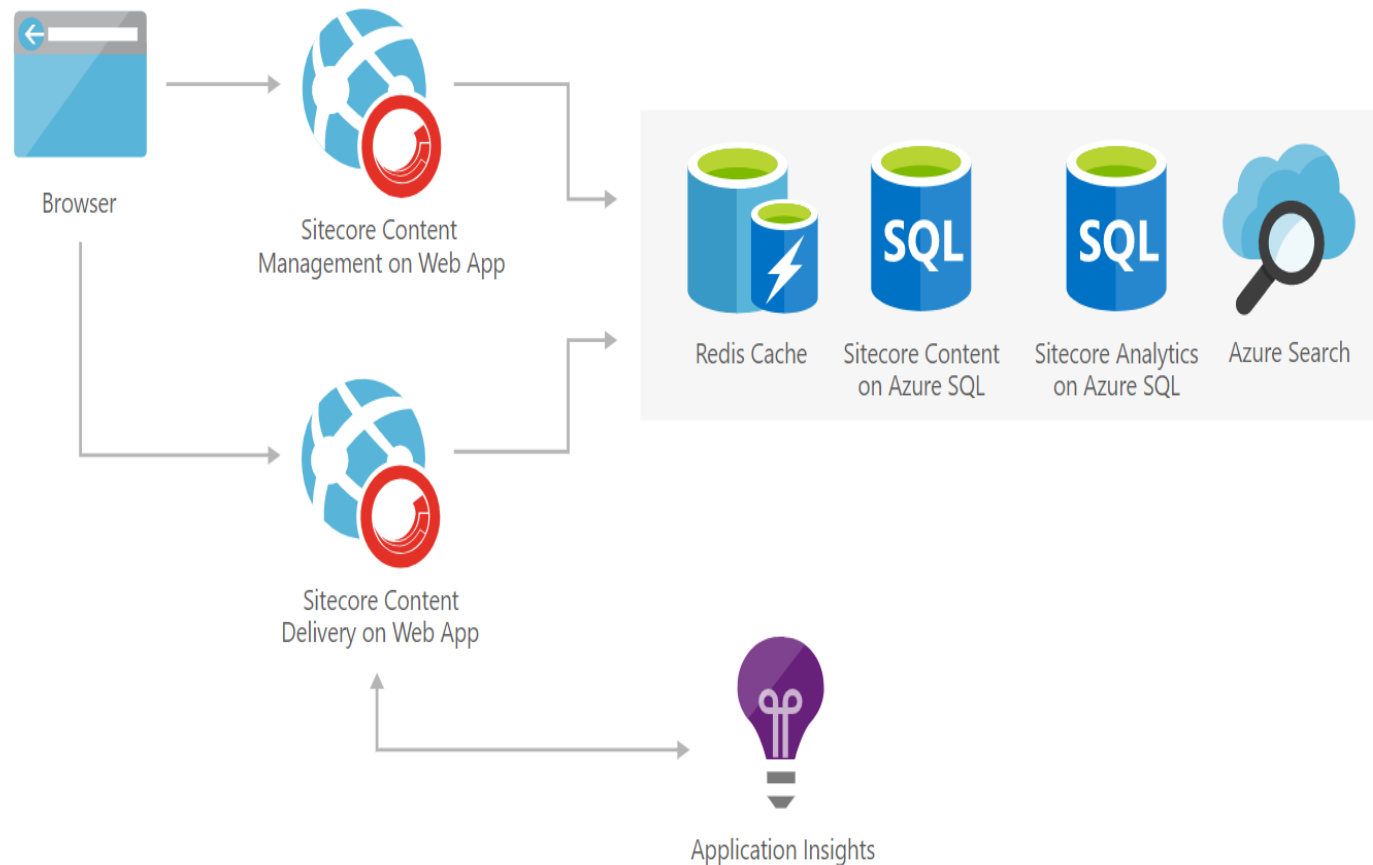 Browser
Sitecore Content
Management on Web App
SQL
SQL
Redis Cache
Sitecore Content
on Azure SQL
Sitecore Analytics
on Azure SQL
Azure Search
Sitecore Content
Delivery on Web App
Application Insights